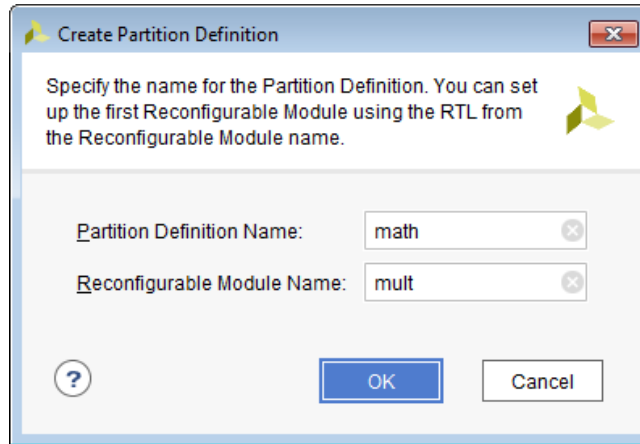 Create Partition Definition
Specify the name for the Partition Definition. You can set
up the first Reconfigurable Module using the RTL from
the Reconfigurable Module name.
Partition Definition Name: math
Reconfigurable Module Name: mult
? OK Cancel